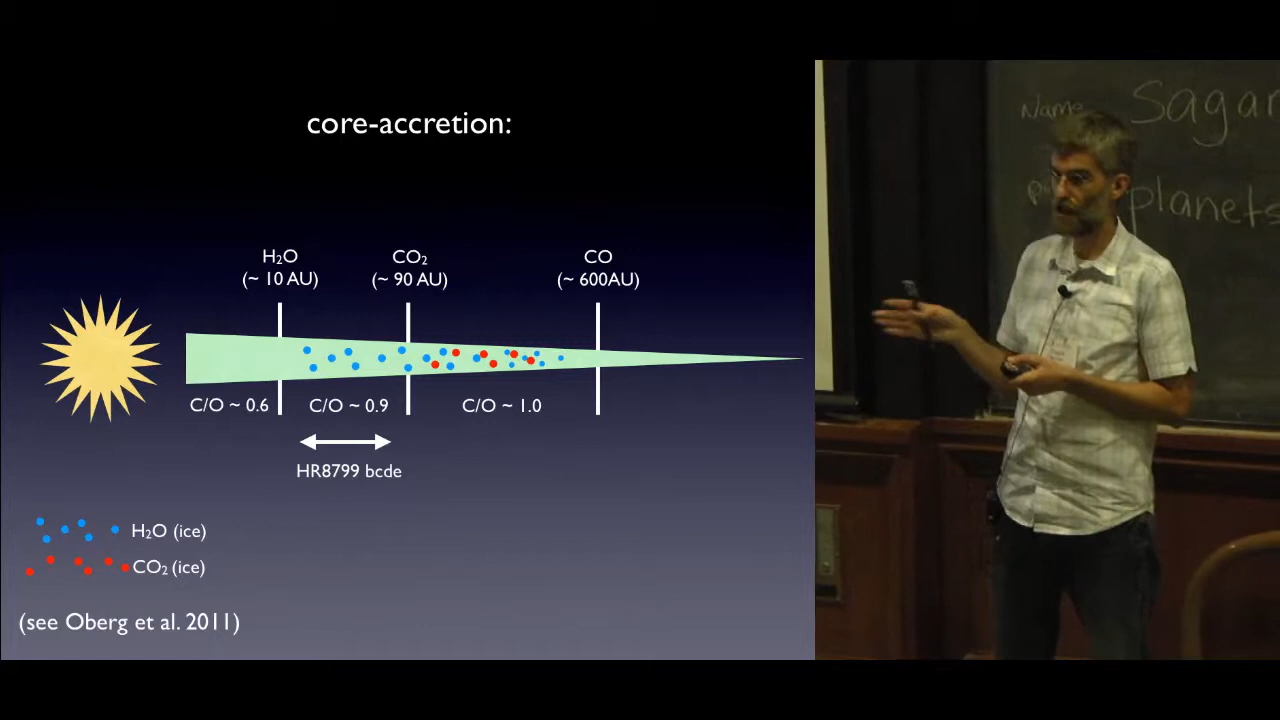 core-accretion:
H₂O
(~ 10 AU)
CO₂
(~ 90 AU)
CO
(~ 600AU)
C/O ~ 0.6
C/O ~ 0.9
C/O ~ 1.0
HR8799 bcde
H₂O (ice)
CO₂ (ice)
(see Oberg et al. 2011)
Name
Sagan
planets